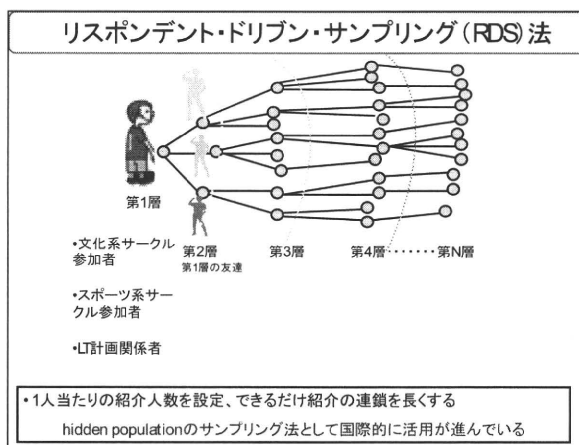 リスポンデント・ドリブン・サンプリング(RDS)法
第1層
第2層
第1層の友達
第3層
第4層
第N層
・文化系サークル
参加者
・スポーツ系サー
クル参加者
・LT計画関係者
・1人当たりの紹介人数を設定、できるだけ紹介の連鎖を長くする
hidden populationのサンプリング法として国際的に活用が進んでいる